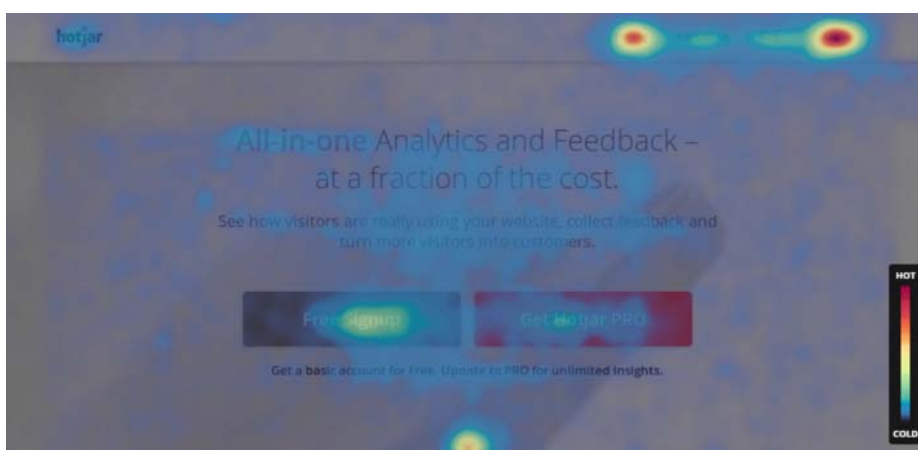 hotjar
All-in-one Analytics and Feedback –
at a fraction of the cost.
See how visitors are really using your website, collect feedback and
turn more visitors into customers.
Free Signup
Get Hotjar PRO
Get a basic account for Free. Update to PRO for unlimited insights.
HOT
COLD